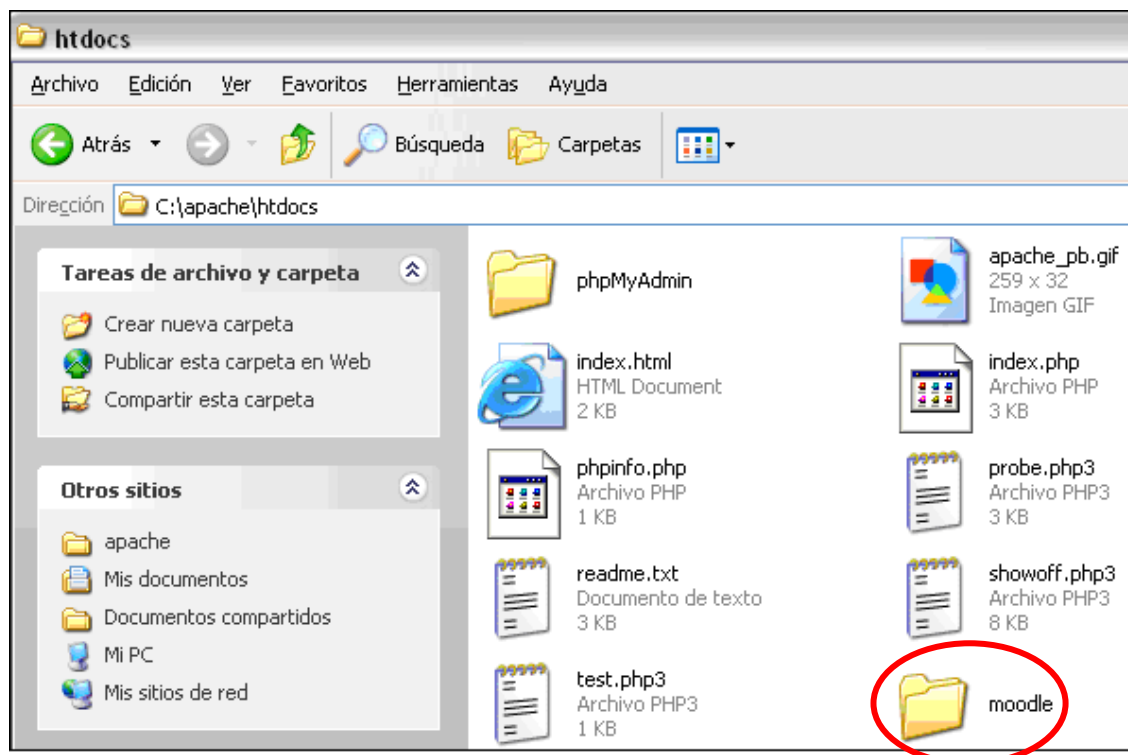 htdocs
Archivo Edición Ver Favoritos Herramientas Ayuda
Atrás Búsqueda Carpetas
Dirección C:\apache\htdocs
Tareas de archivo y carpeta
Crear nueva carpeta
Publicar esta carpeta en Web
Compartir esta carpeta
Otros sitios
apache
Mis documentos
Documentos compartidos
Mi PC
Mis sitios de red
phpMyAdmin
apache_pb.gif
259 x 32
Imagen GIF
index.html
HTML Document
2 KB
index.php
Archivo PHP
3 KB
phpinfo.php
Archivo PHP
1 KB
probe.php3
Archivo PHP3
3 KB
readme.txt
Documento de texto
3 KB
showoff.php3
Archivo PHP3
8 KB
test.php3
Archivo PHP3
1 KB
moodle